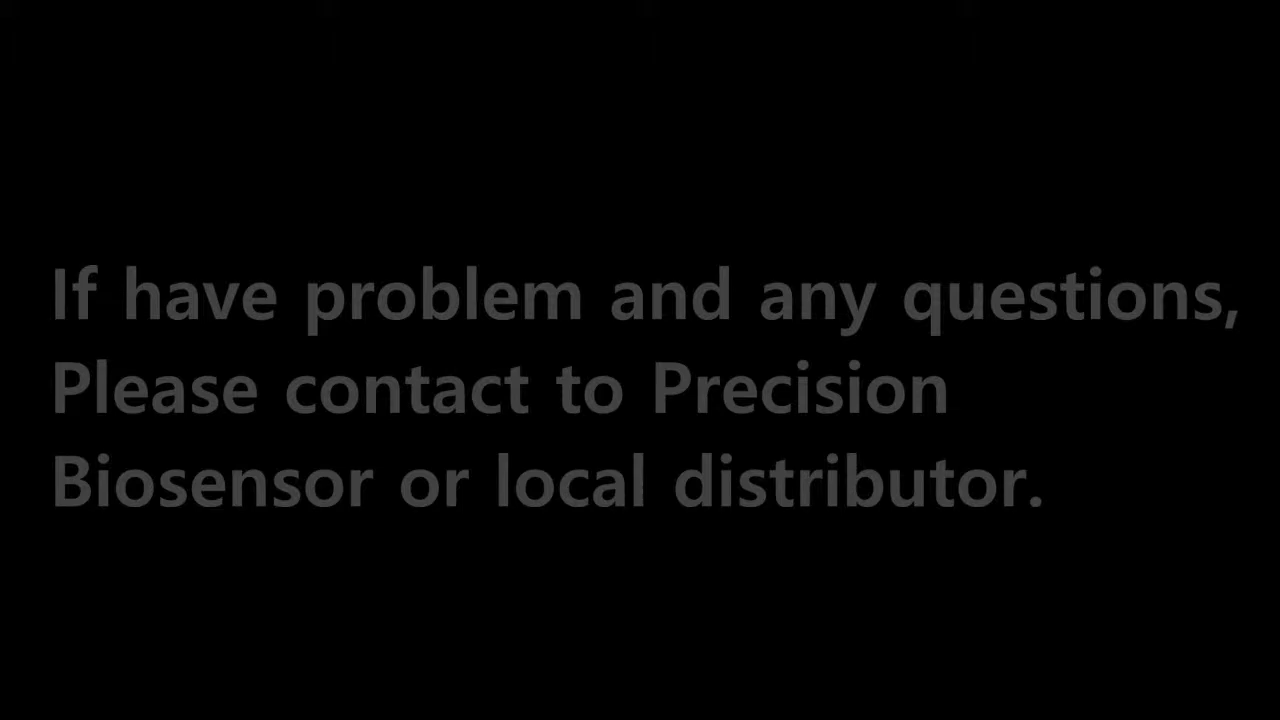 If have problem and any questions,
Please contact to Precision
Biosensor or local distributor.